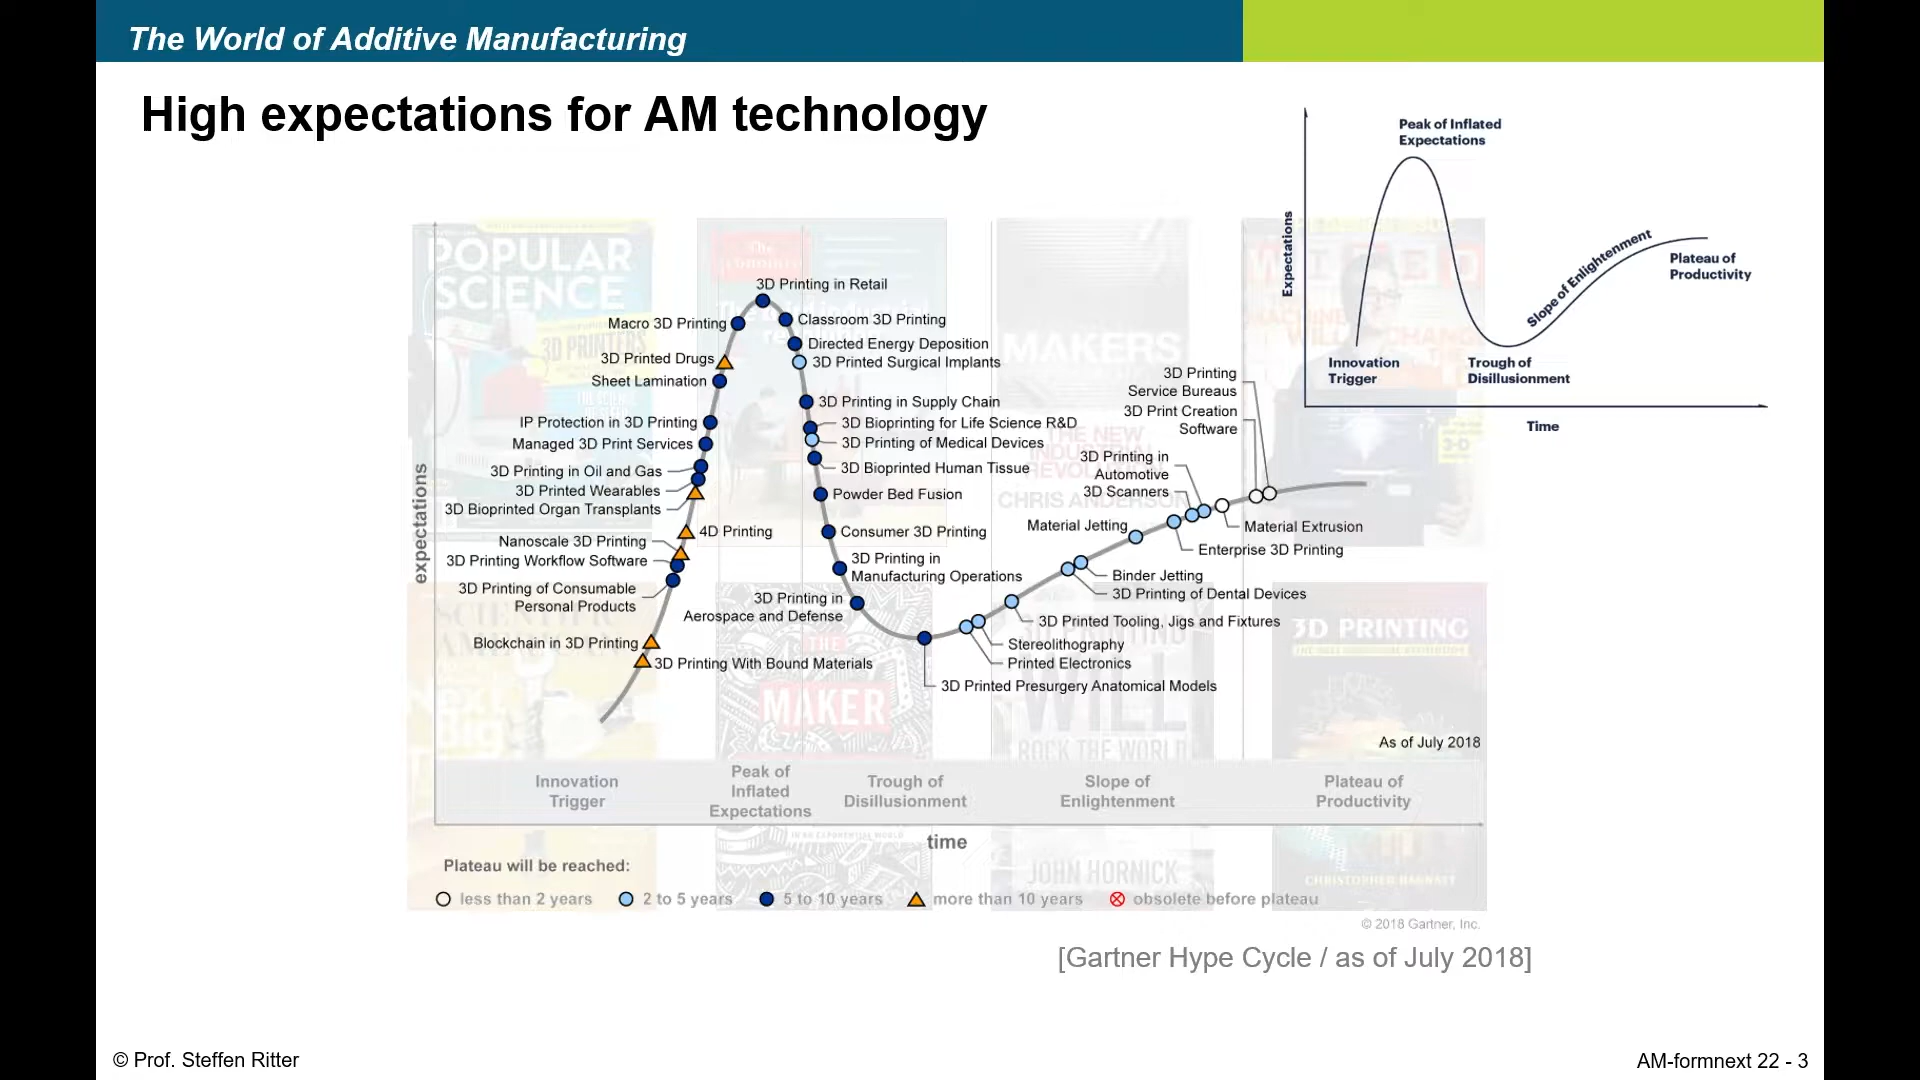 The World of Additive Manufacturing
High expectations for AM technology
Peak of Inflated
Expectations
Expectations
Slope of Enlightenment
Plateau of
Productivity
Innovation
Trigger
Trough of
Disillusionment
Time
POPULAR
SCIENCE
3D PRINTERS
MAKERS
THE NEW
INDUSTRIAL
REVOLUTION
CHRIS ANDERSON
WIRED
expectations
3D Printing in Retail
Macro 3D Printing
Classroom 3D Printing
Directed Energy Deposition
3D Printed Drugs
3D Printed Surgical Implants
Sheet Lamination
3D Printing in Supply Chain
IP Protection in 3D Printing
3D Bioprinting for Life Science R&D
Managed 3D Print Services
3D Printing of Medical Devices
3D Printing in Oil and Gas
3D Bioprinted Human Tissue
3D Printed Wearables
Powder Bed Fusion
3D Bioprinted Organ Transplants
4D Printing
Consumer 3D Printing
Nanoscale 3D Printing
3D Printing Workflow Software
3D Printing in
Manufacturing Operations
3D Printing of Consumable
Personal Products
3D Printing in
Aerospace and Defense
Blockchain in 3D Printing
3D Printing With Bound Materials
3D Printing
Service Bureaus
3D Print Creation
Software
3D Printing in
Automotive
3D Scanners
Material Jetting
Material Extrusion
Enterprise 3D Printing
Binder Jetting
3D Printing of Dental Devices
3D Printed Tooling, Jigs and Fixtures
Stereolithography
Printed Electronics
3D Printed Presurgery Anatomical Models
THE
MAKER
WILL
ROCK THE WORLD
JOHN HORNICK
3D PRINTING
CHRISTOPHER BARNATT
As of July 2018
Innovation
Trigger
Peak of
Inflated
Expectations
Trough of
Disillusionment
Slope of
Enlightenment
Plateau of
Productivity
time
Plateau will be reached:
less than 2 years
2 to 5 years
5 to 10 years
more than 10 years
obsolete before plateau
© 2018 Gartner, Inc.
[Gartner Hype Cycle / as of July 2018]
© Prof. Steffen Ritter
AM-formnext 22 - 3